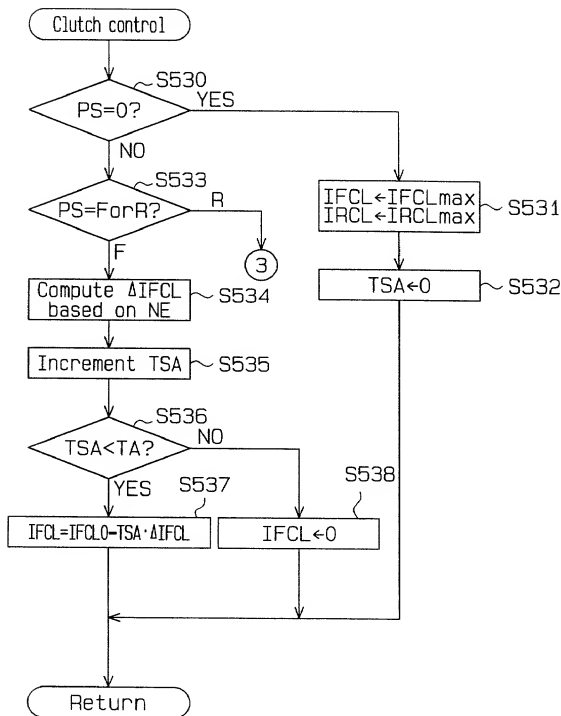 Clutch control
S530
PS=0?
YES
NO
S533
PS=ForR?
R
F
3
IFCL←IFCLmax
IRCL←IRCLmax
S531
TSA←0
S532
Compute ΔIFCL
based on NE
S534
Increment TSA
S535
S536
TSA<TA?
NO
YES
S537
IFCL=IFCL0-TSA·ΔIFCL
S538
IFCL←0
Return